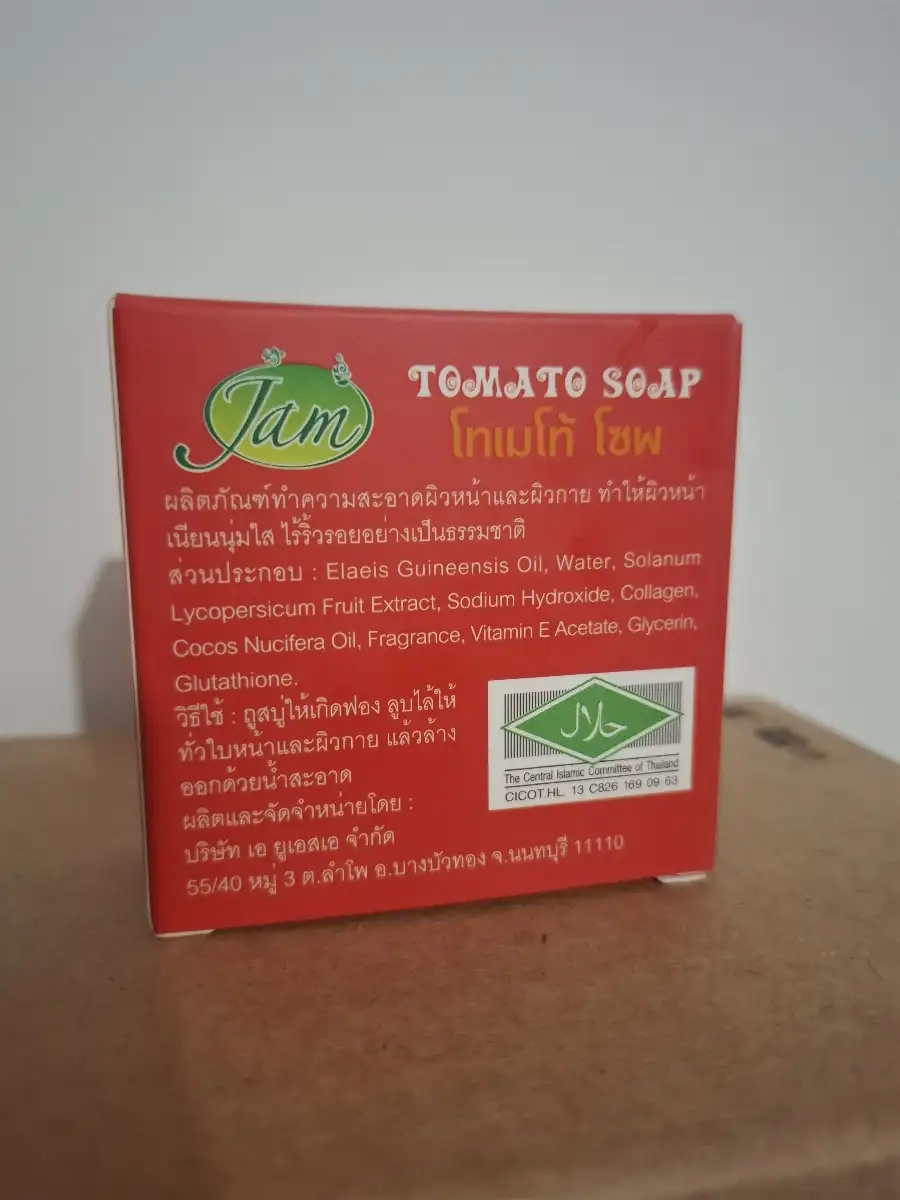 Jam
TOMATO SOAP
โทเมโท้ โซพ
ผลิตภัณฑ์ทำความสะอาดผิวหน้าและผิวกาย ทำให้ผิวหน้า
เนียนนุ่มใส ไร้ริ้วรอยอย่างเป็นธรรมชาติ
ส่วนประกอบ : Elaeis Guineensis Oil, Water, Solanum
Lycopersicum Fruit Extract, Sodium Hydroxide, Collagen,
Cocos Nucifera Oil, Fragrance, Vitamin E Acetate, Glycerin,
Glutathione.
วิธีใช้ : ถูสบู่ให้เกิดฟอง ลูบไล้ให้
ทั่วใบหน้าและผิวกาย แล้วล้าง
ออกด้วยน้ำสะอาด
ผลิตและจัดจำหน่ายโดย :
บริษัท เอ ยูเอสเอ จำกัด
55/40 หมู่ 3 ต.ลำโพ อ.บางบัวทอง จ.นนทบุรี 11110
حلال
The Central Islamic Committee of Thailand
CICOT.HL. 13 C826 169 09 63